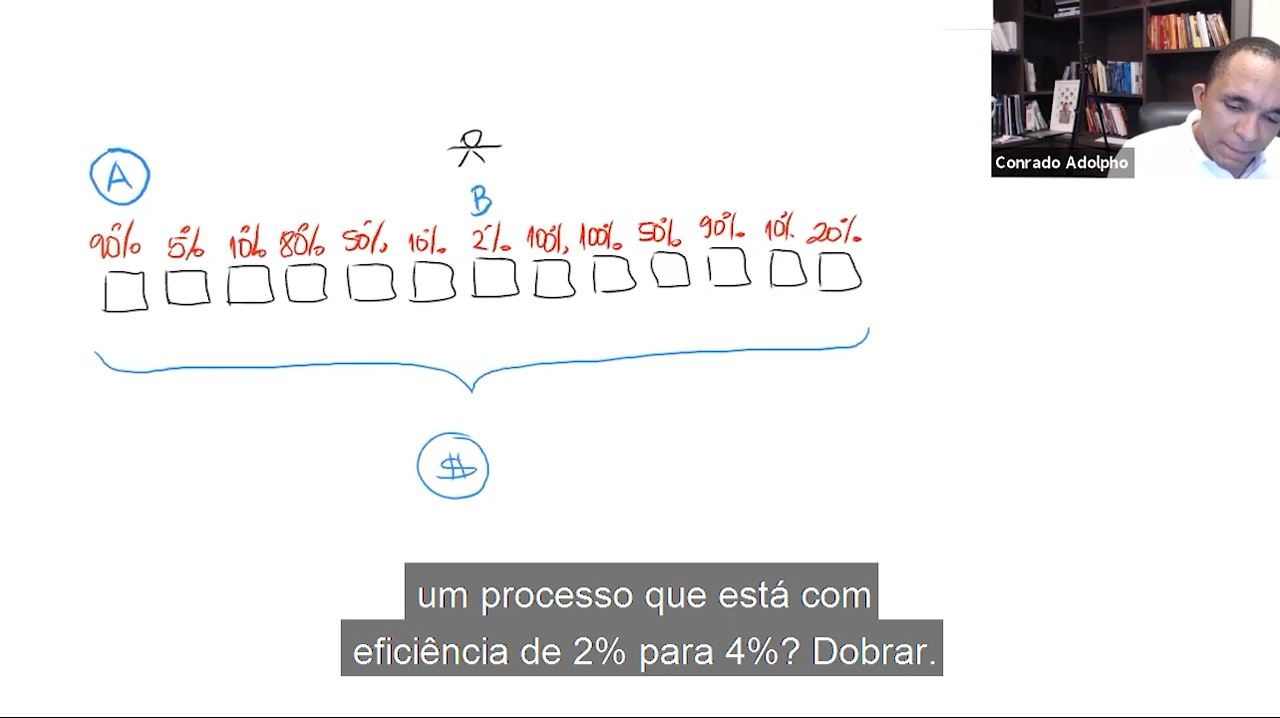 Conrado Adolpho
A
B
90% 5% 10% 80% 50% 10% 2% 100% 100% 50% 90% 10% 20%
$
um processo que está com
eficiência de 2% para 4%? Dobrar.